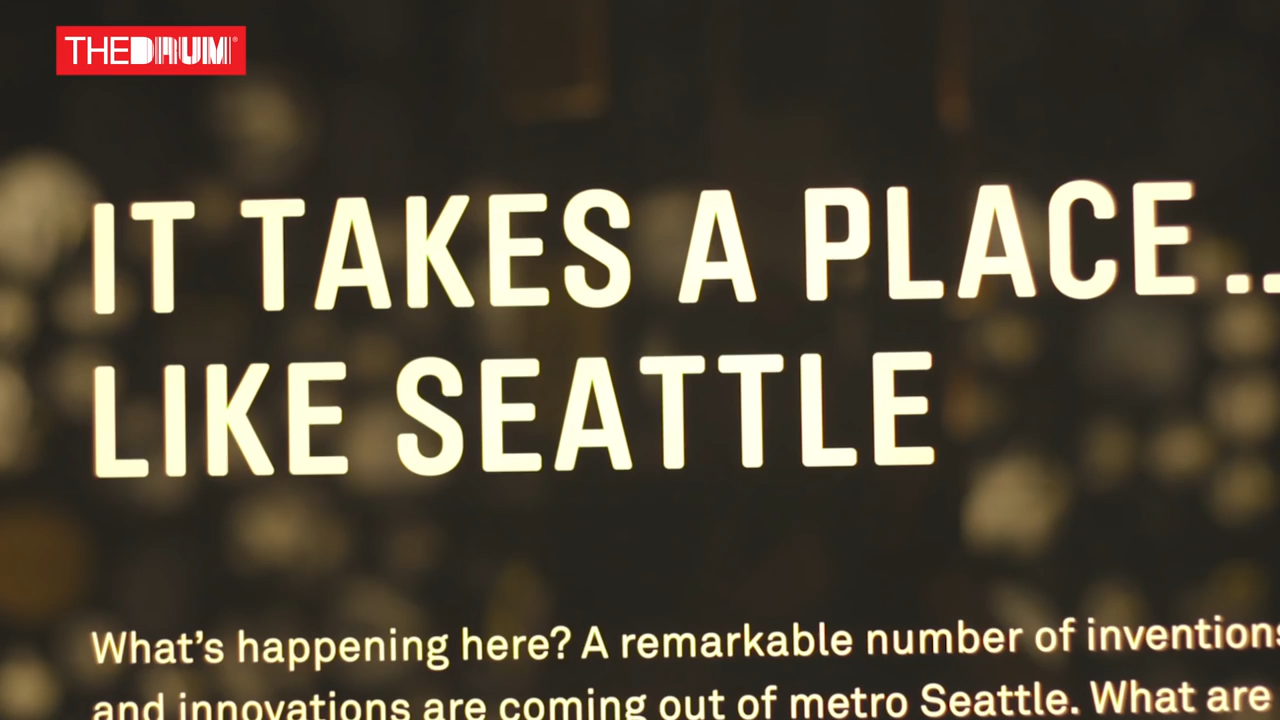 THEDRUM
IT TAKES A PLACE..
LIKE SEATTLE
What’s happening here? A remarkable number of inventions
and innovations are coming out of metro Seattle. What are